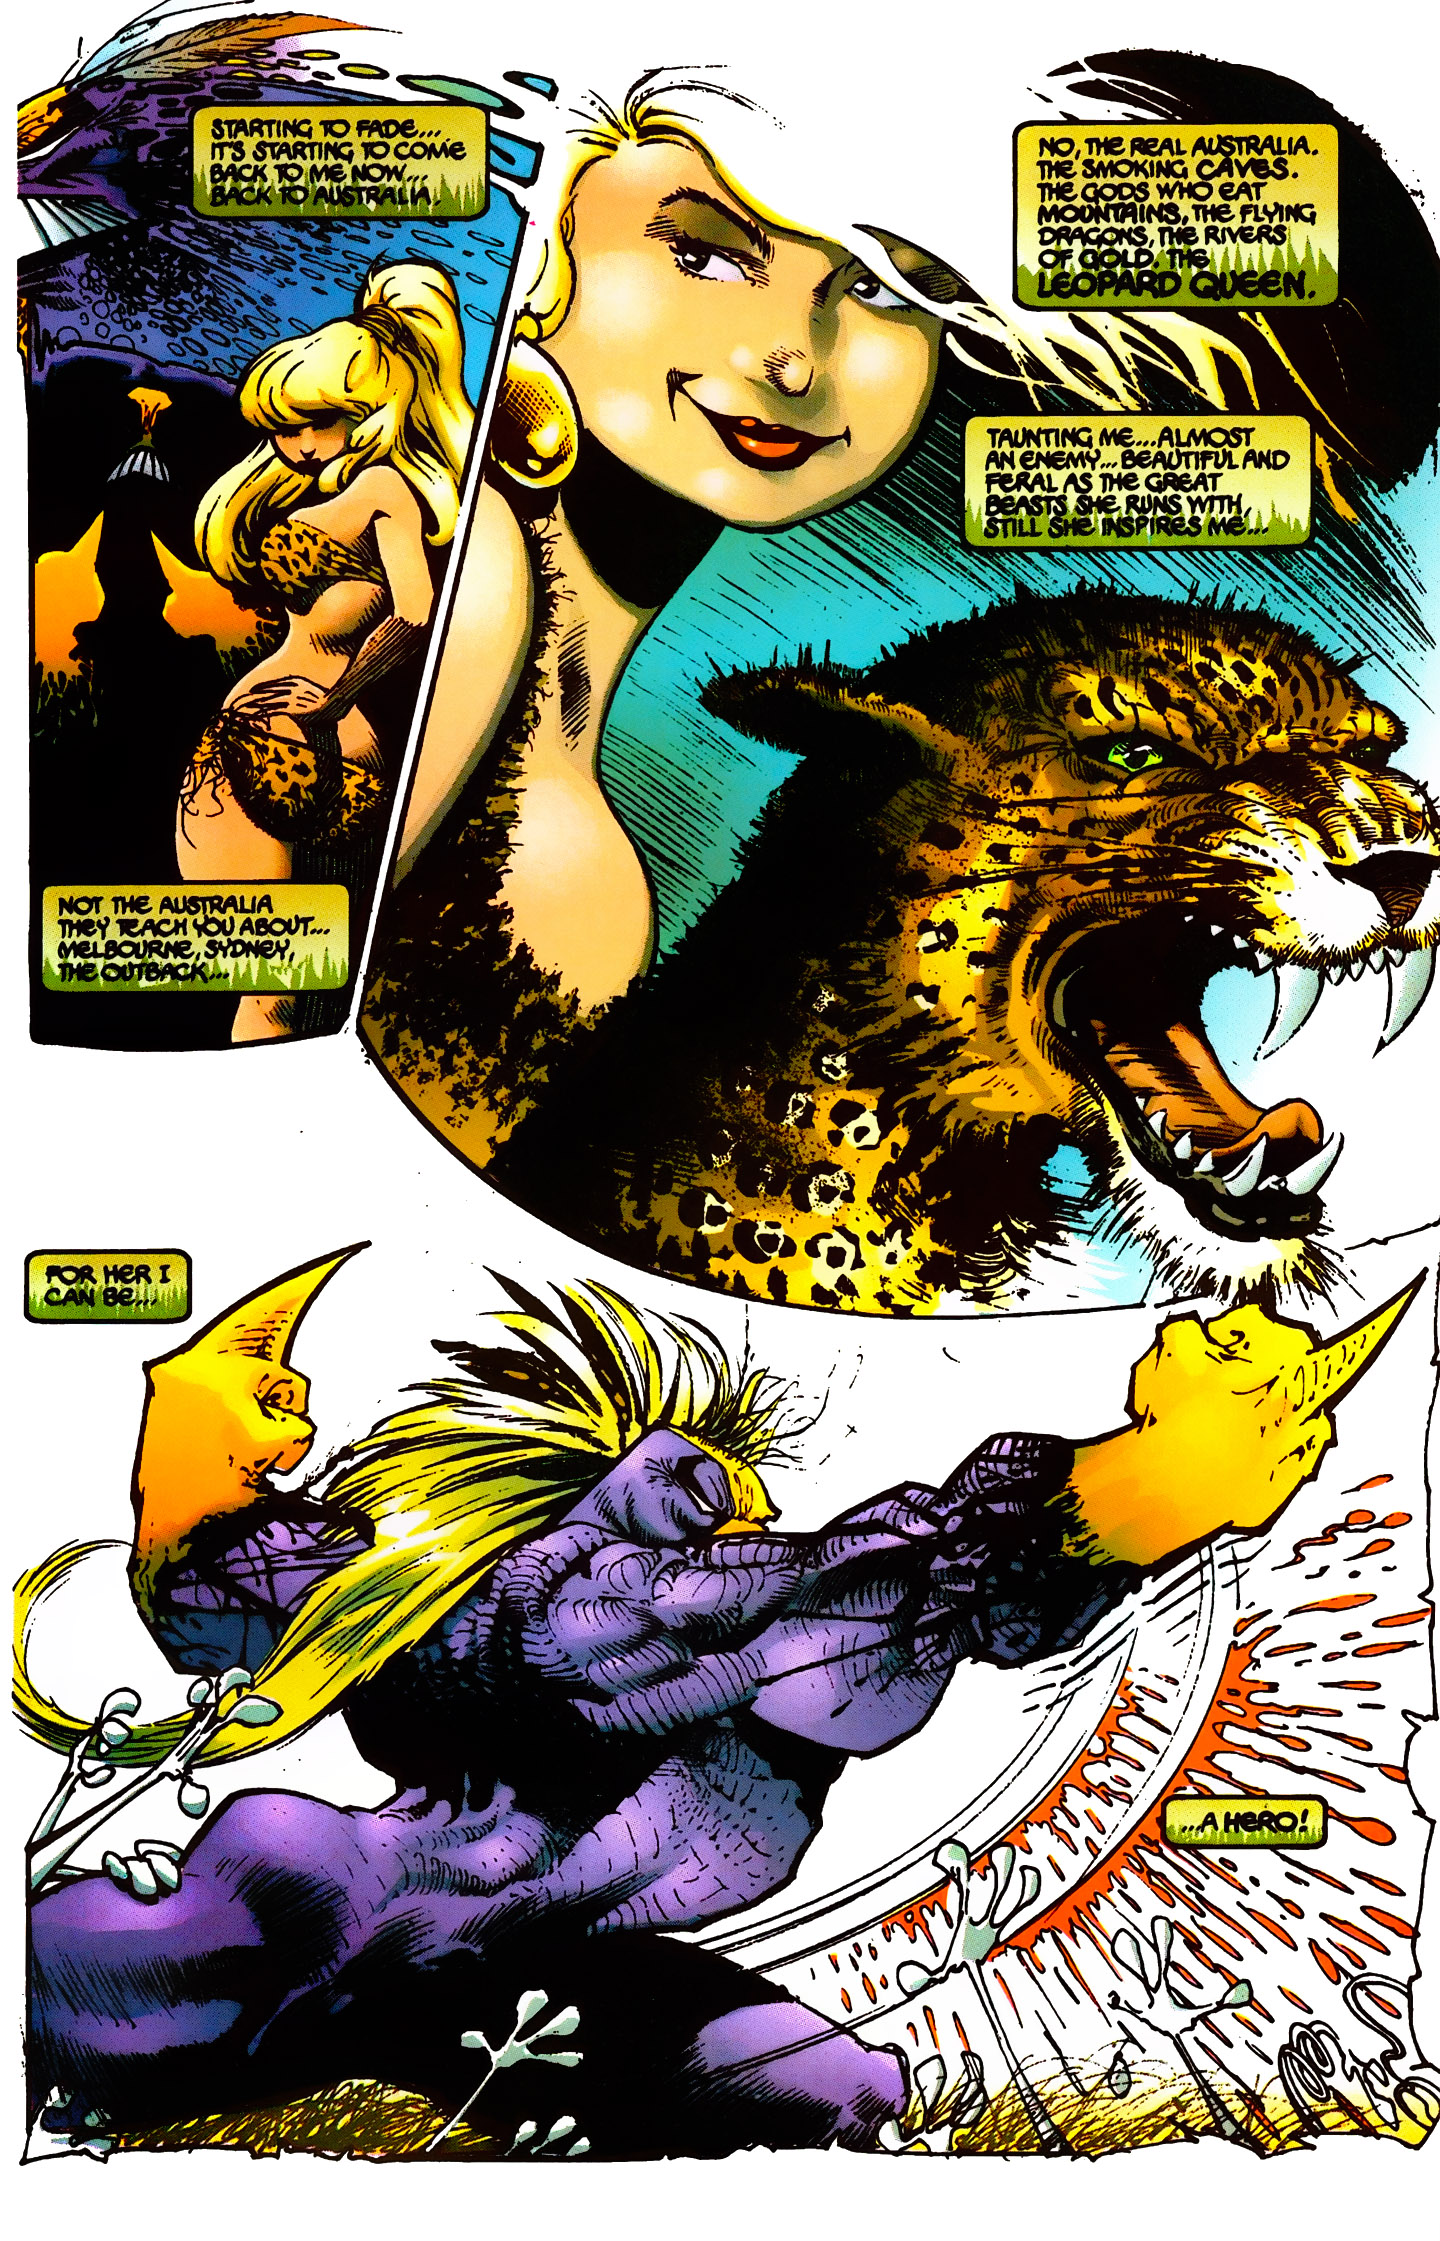 STARTING TO FADE...
IT'S STARTING TO COME
BACK TO ME NOW...
BACK TO AUSTRALIA.
NOT THE AUSTRALIA
THEY TEACH YOU ABOUT...
MELBOURNE, SYDNEY,
THE OUTBACK...
NO, THE REAL AUSTRALIA.
THE SMOKING CAVES.
THE GODS WHO EAT
MOUNTAINS, THE FLYING
DRAGONS, THE RIVERS
OF GOLD. THE
LEOPARD QUEEN.
TAUNTING ME...ALMOST
AN ENEMY... BEAUTIFUL AND
FERAL AS THE GREAT
BEASTS SHE RUNS WITH,
STILL SHE INSPIRES ME...
FOR HER I
CAN BE...
...A HERO!